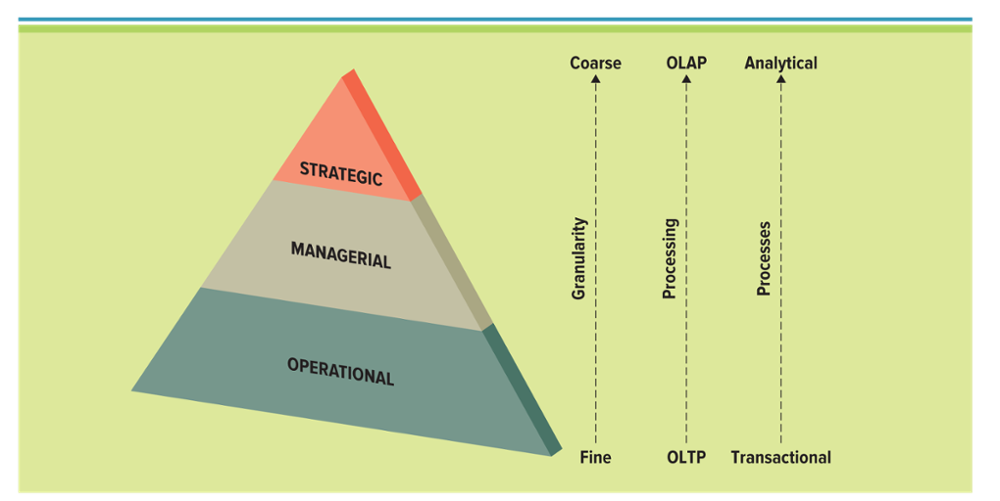 Coarse OLAP Analytical
STRATEGIC
MANAGERIAL
OPERATIONAL
Granularity
Processing
Processes
Fine OLTP Transactional